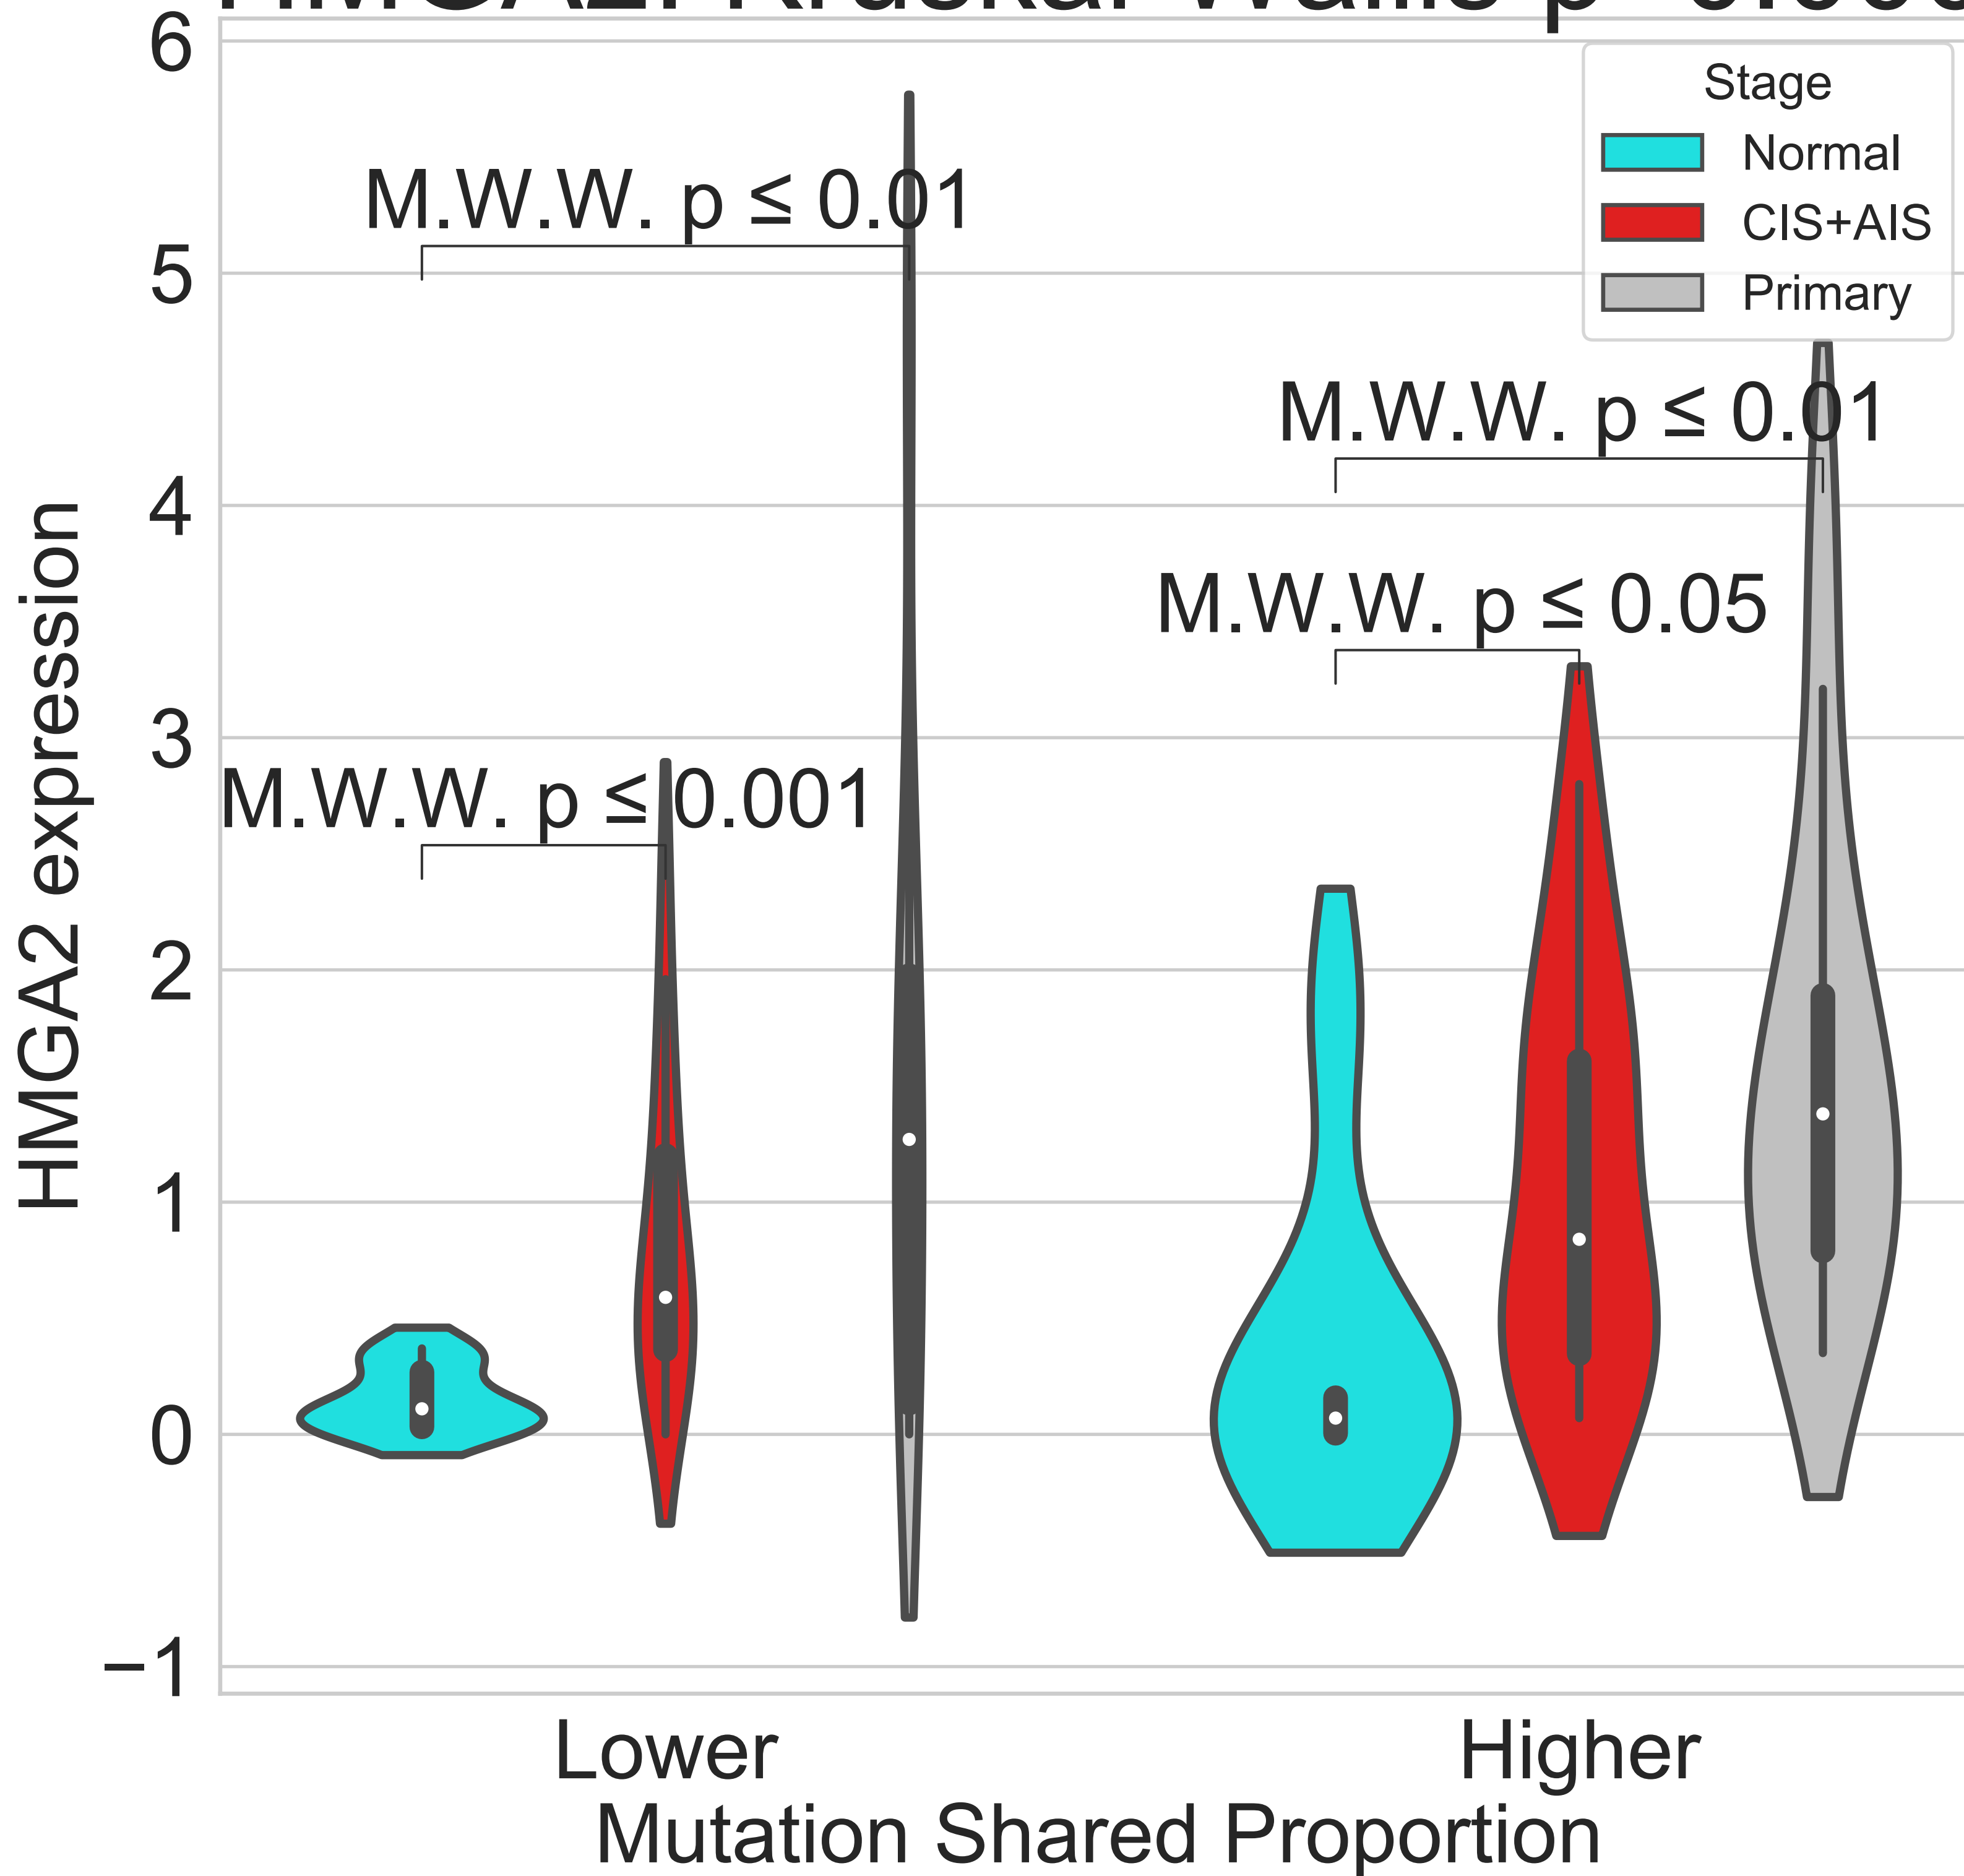 6
5
4
3
2
1
0
−1
HMGA2 expression
Stage
Normal
CIS+AIS
Primary
M.W.W. p ≤ 0.01
M.W.W. p ≤ 0.01
M.W.W. p ≤ 0.05
M.W.W. p ≤ 0.001
Lower
Higher
Mutation Shared Proportion